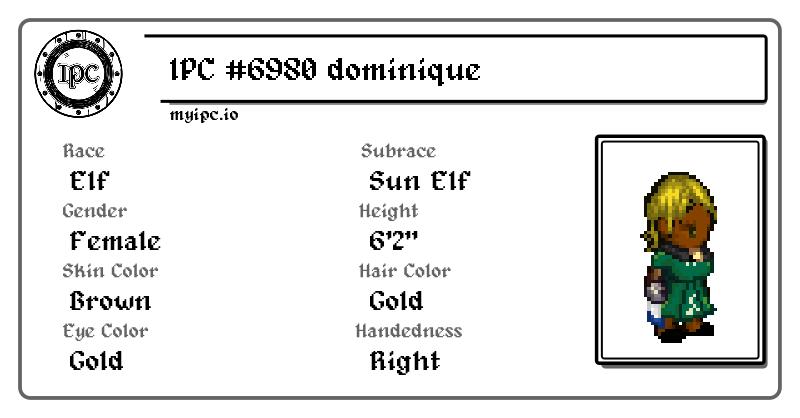 IPC
IPC #6980 dominique
myipc.io
Race
Elf
Subrace
Sun Elf
Gender
Female
Height
6'2"
Skin Color
Brown
Hair Color
Gold
Eye Color
Gold
Handedness
Right